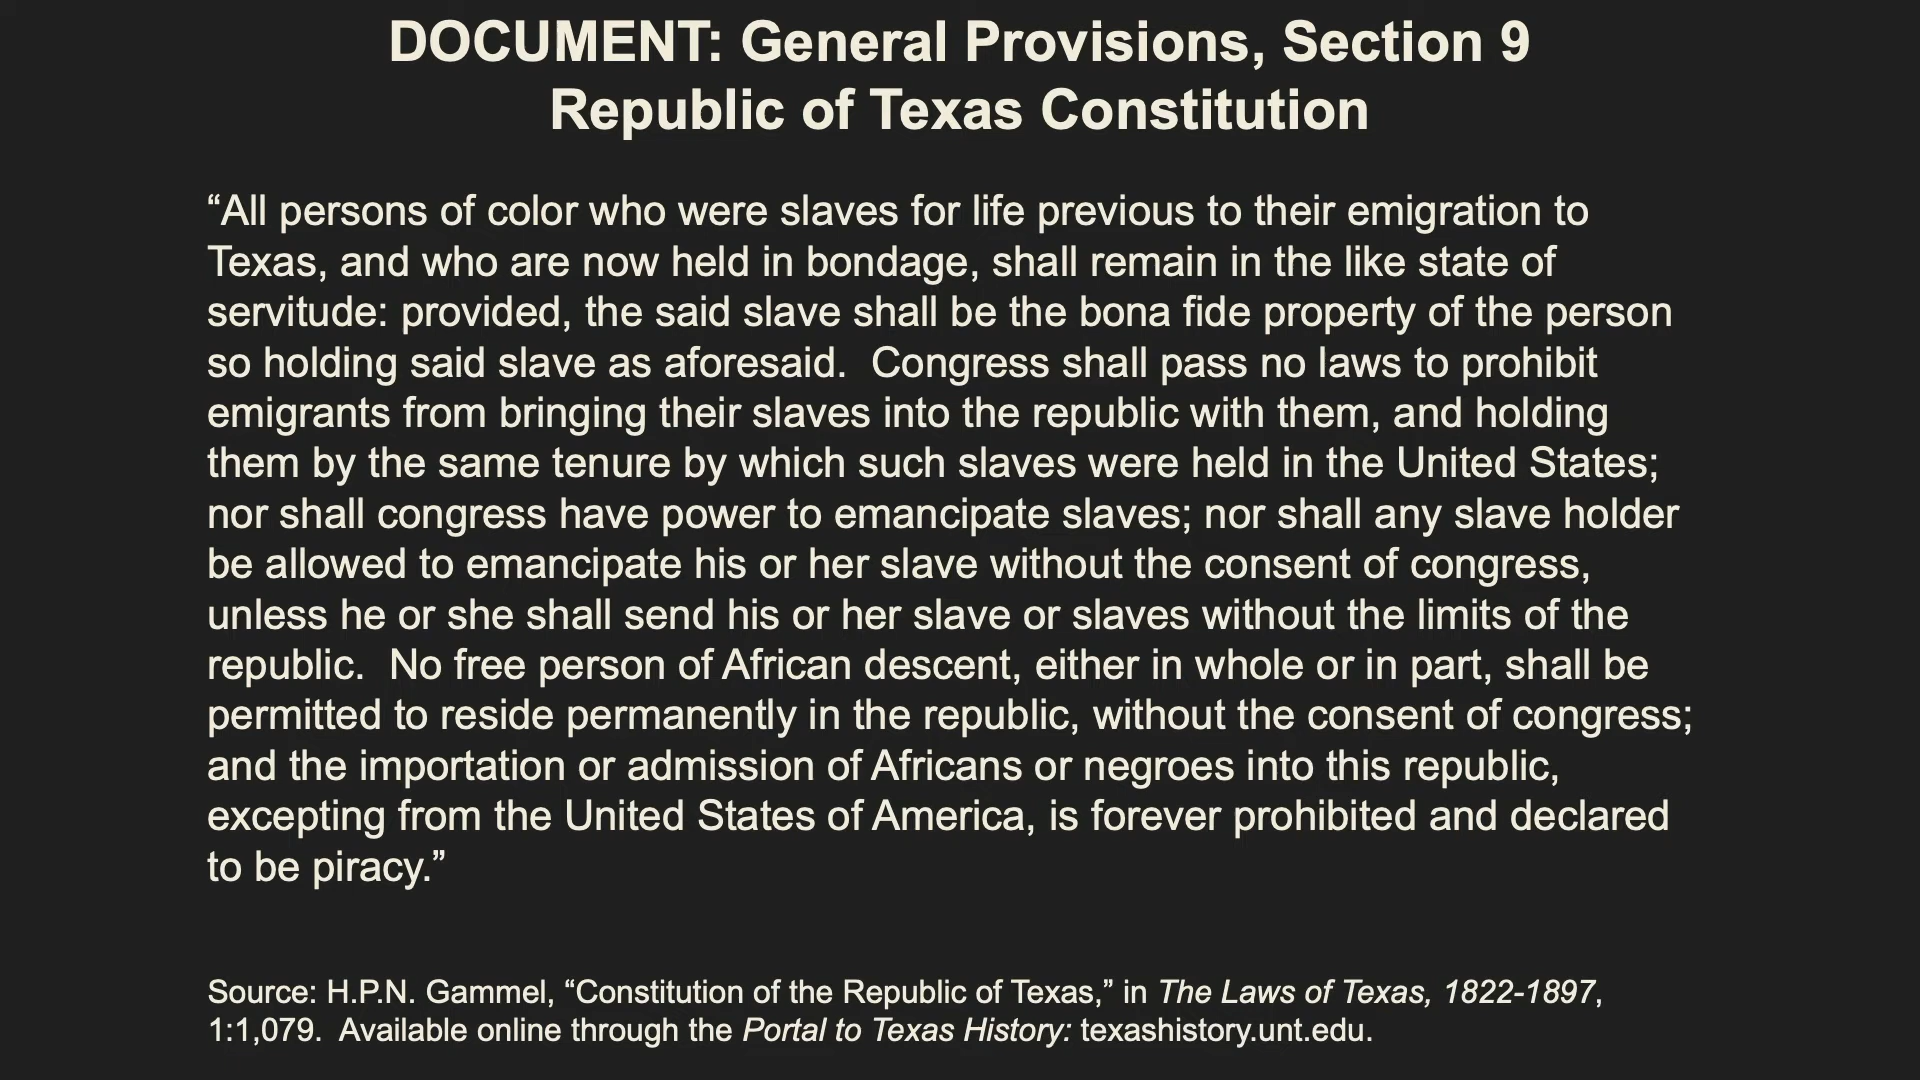 DOCUMENT: General Provisions, Section 9
Republic of Texas Constitution
“All persons of color who were slaves for life previous to their emigration to
Texas, and who are now held in bondage, shall remain in the like state of
servitude: provided, the said slave shall be the bona fide property of the person
so holding said slave as aforesaid.  Congress shall pass no laws to prohibit
emigrants from bringing their slaves into the republic with them, and holding
them by the same tenure by which such slaves were held in the United States;
nor shall congress have power to emancipate slaves; nor shall any slave holder
be allowed to emancipate his or her slave without the consent of congress,
unless he or she shall send his or her slave or slaves without the limits of the
republic.  No free person of African descent, either in whole or in part, shall be
permitted to reside permanently in the republic, without the consent of congress;
and the importation or admission of Africans or negroes into this republic,
excepting from the United States of America, is forever prohibited and declared
to be piracy.”
Source: H.P.N. Gammel, “Constitution of the Republic of Texas,” in The Laws of Texas, 1822-1897,
1:1,079.  Available online through the Portal to Texas History: texashistory.unt.edu.